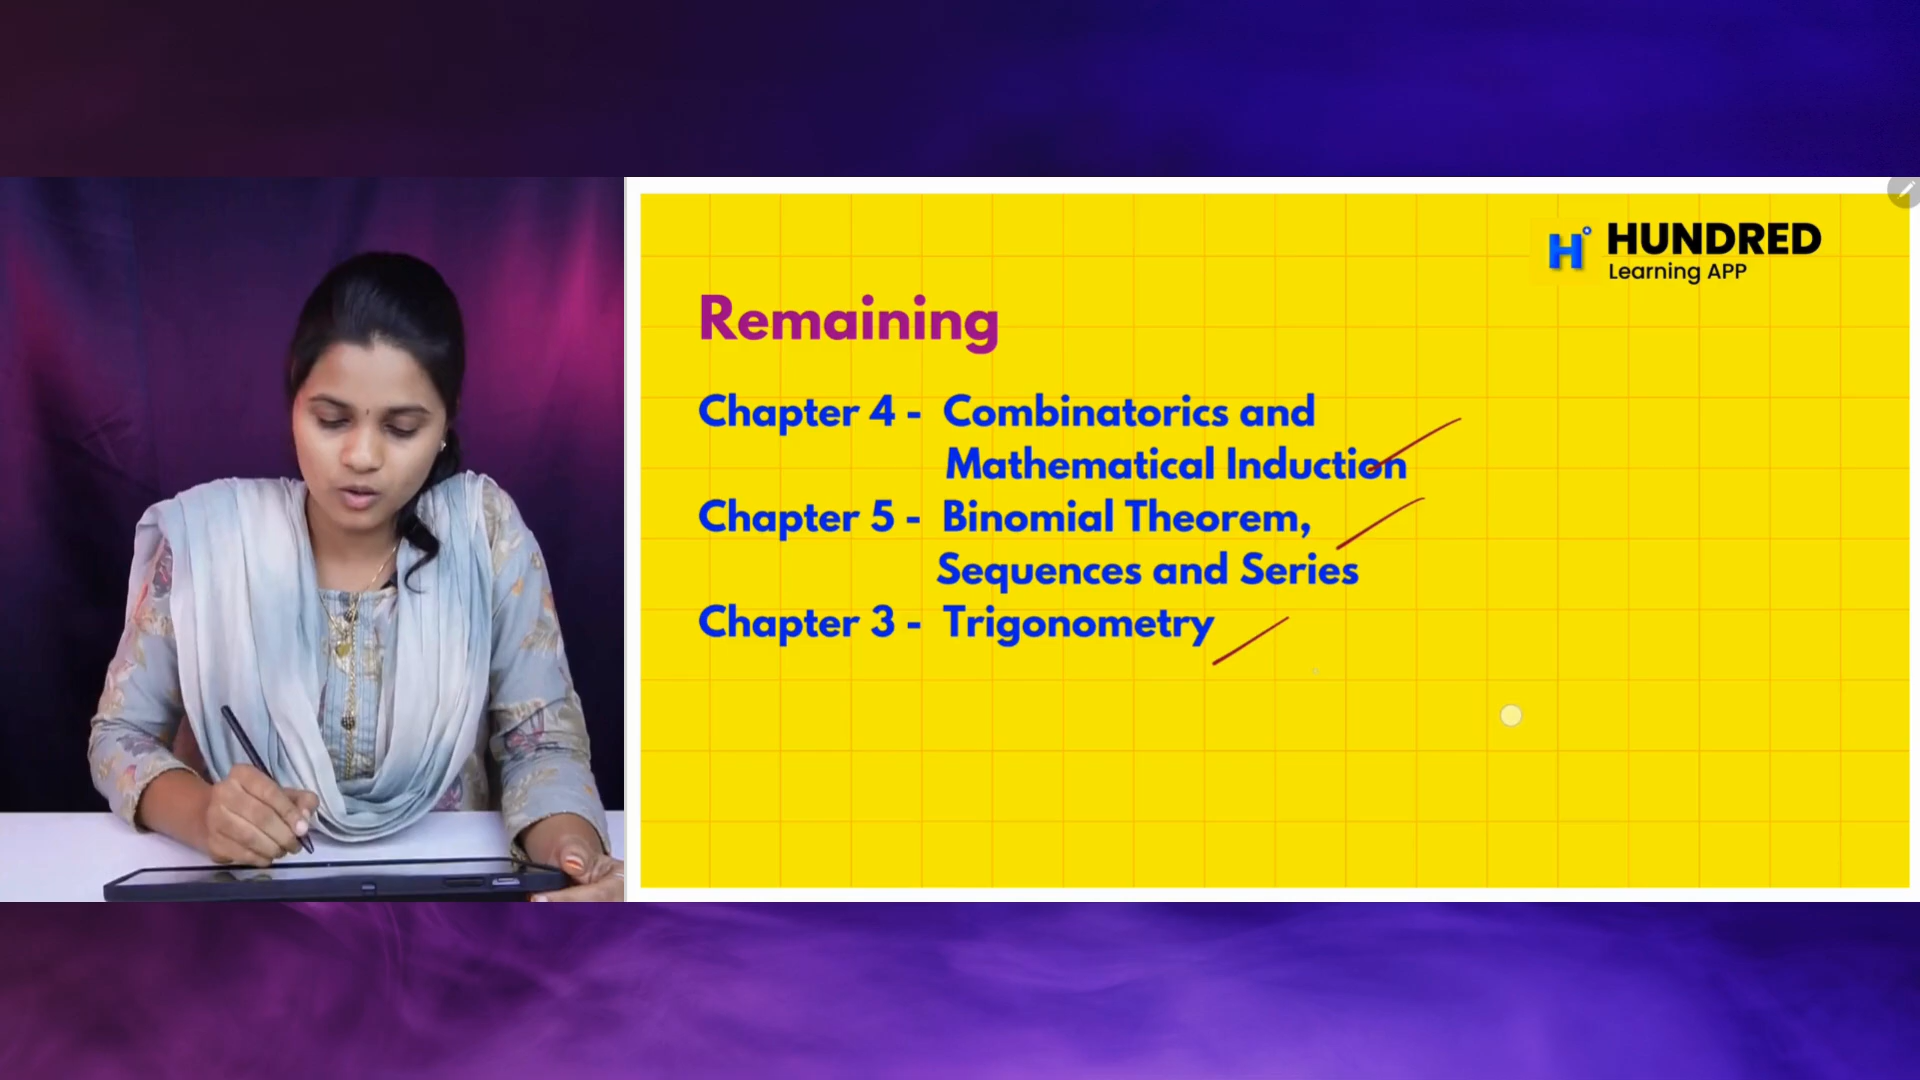 H° HUNDRED
Learning APP
Remaining
Chapter 4 - Combinatorics and
Mathematical Induction
Chapter 5 - Binomial Theorem,
Sequences and Series
Chapter 3 - Trigonometry